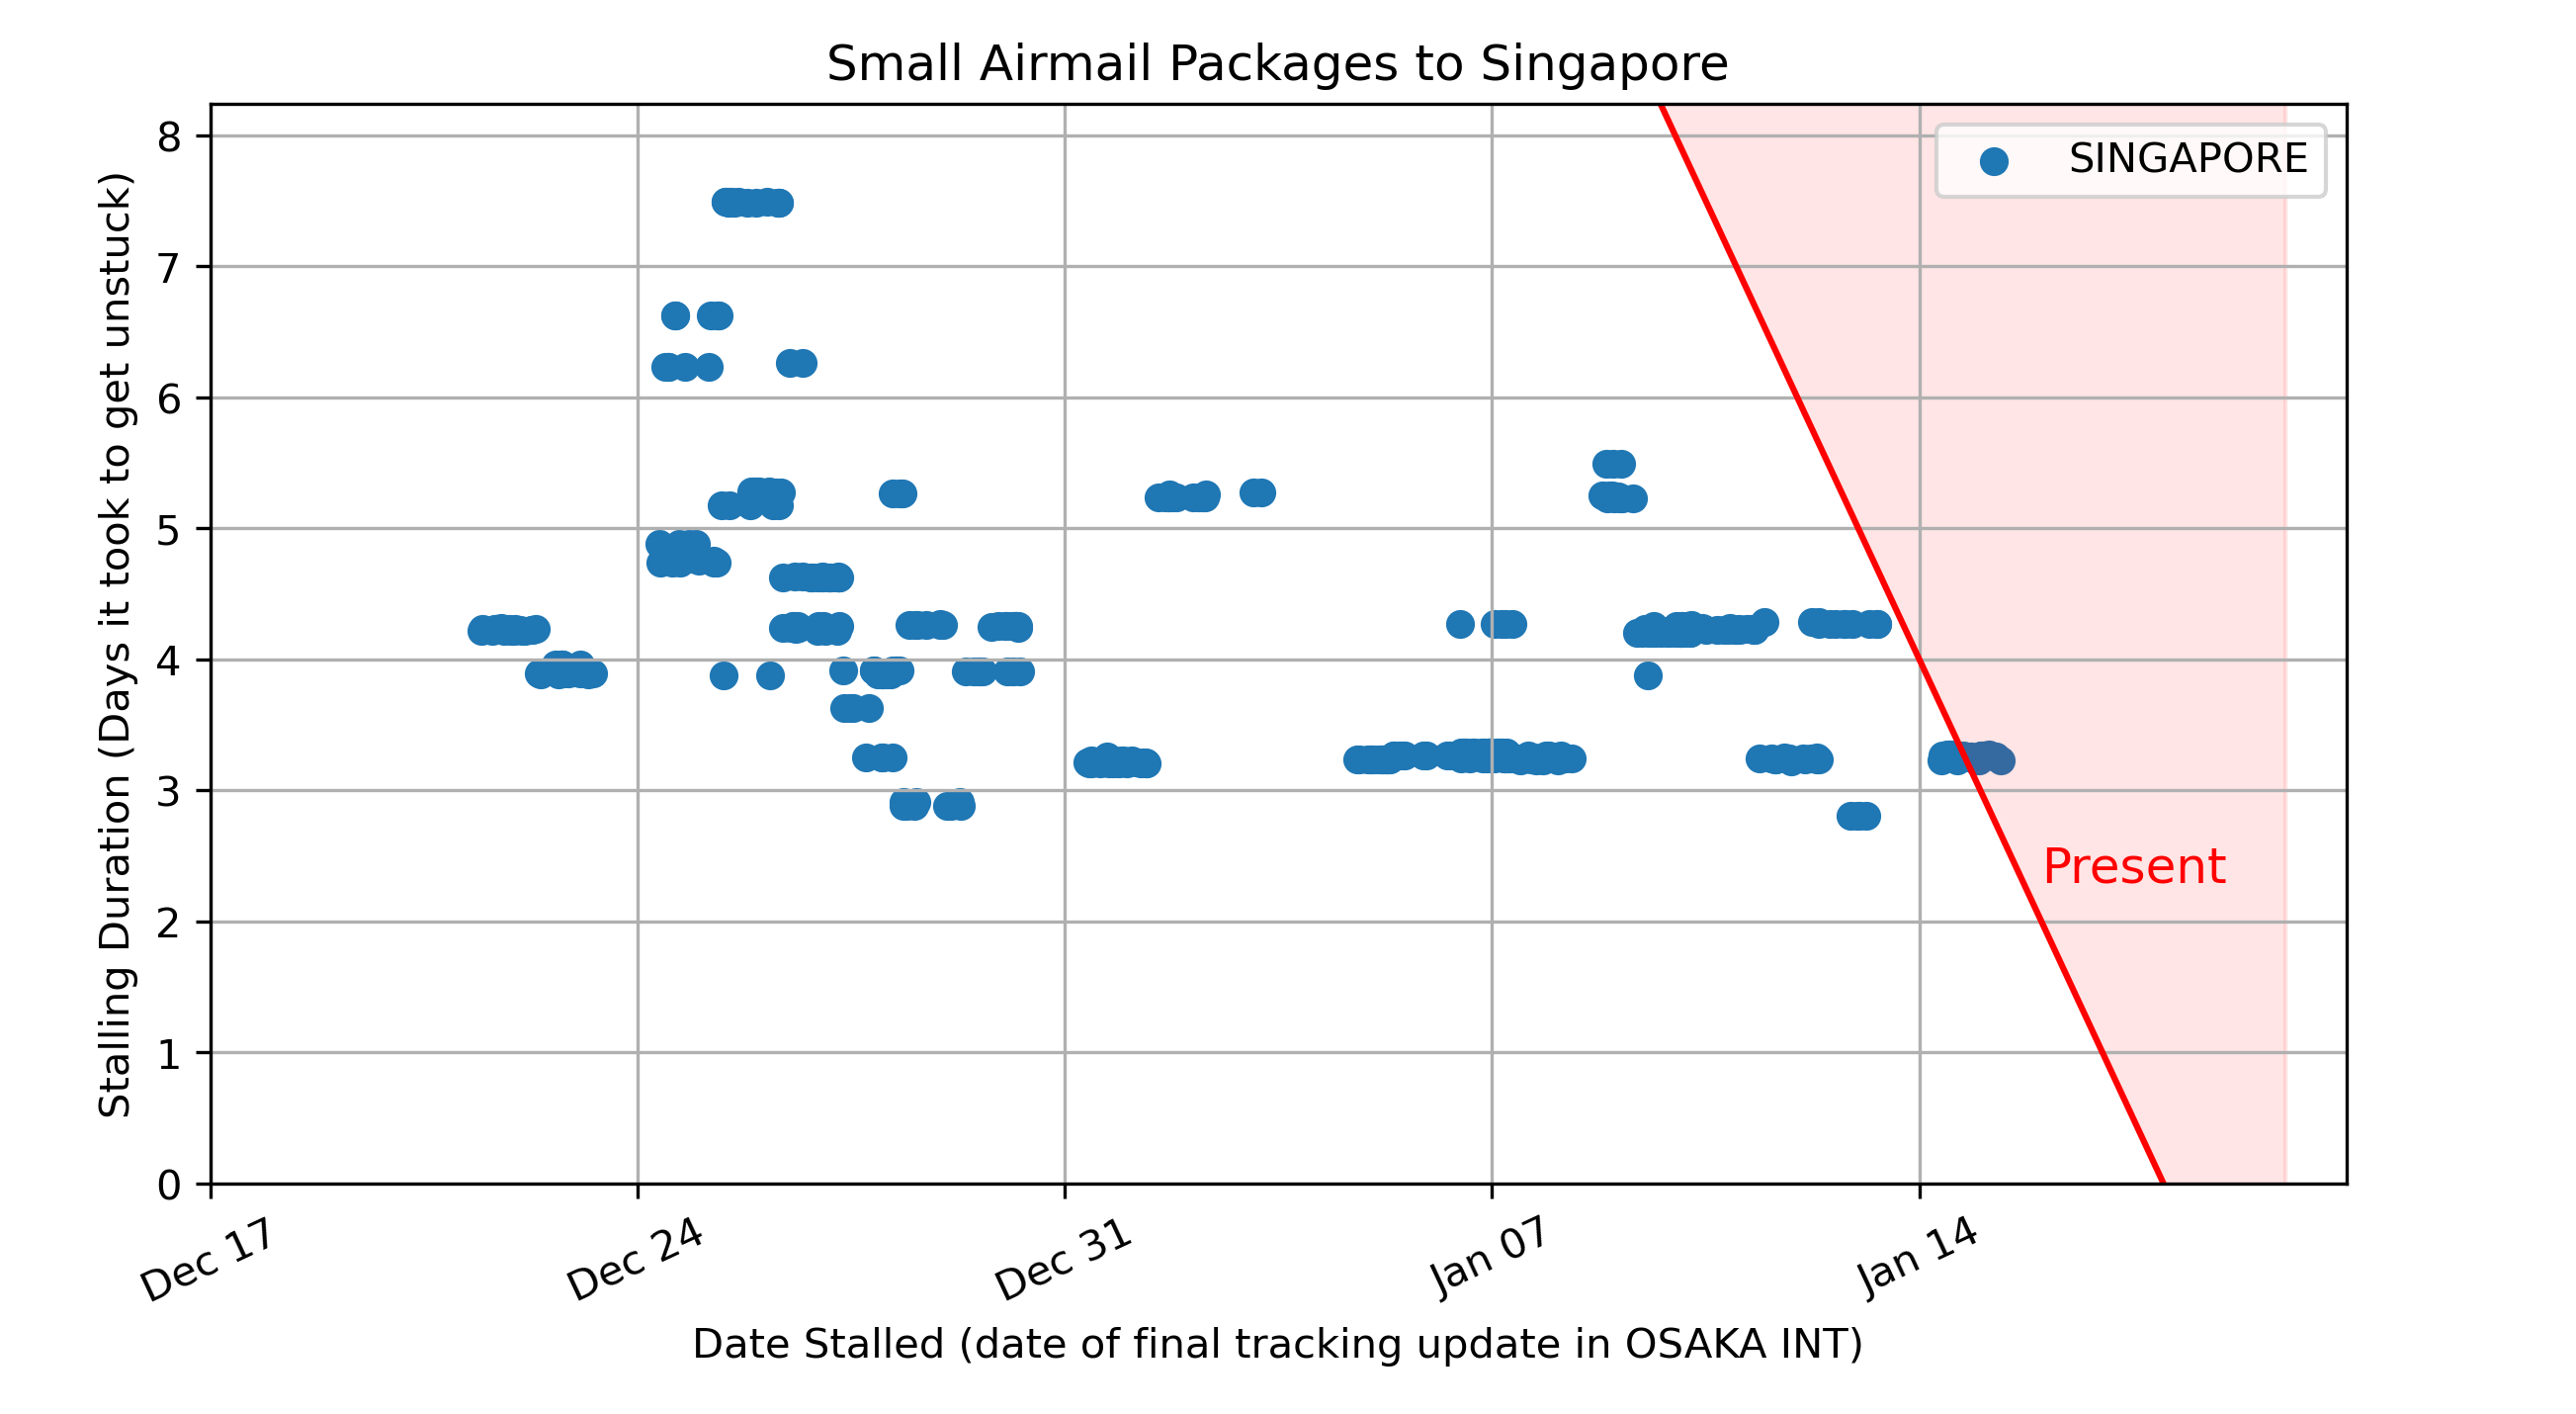 Small Airmail Packages to Singapore
SINGAPORE
Stalling Duration (Days it took to get unstuck)
8
7
6
5
4
3
2
1
0
Present
Dec 17
Dec 24
Dec 31
Jan 07
Jan 14
Date Stalled (date of final tracking update in OSAKA INT)